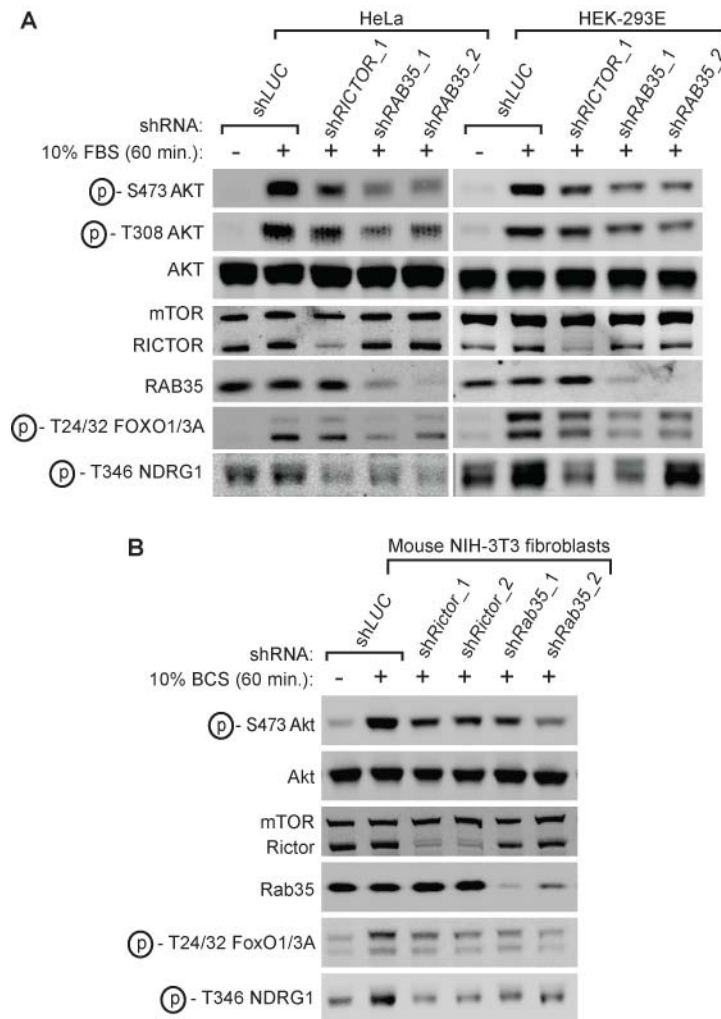 A
HeLa
HEK-293E
shRNA:
shLUC
shRICTOR_1
shRAB35_1
shRAB35_2
shLUC
shRICTOR_1
shRAB35_1
shRAB35_2
10% FBS (60 min.): - + + + + - + + + +
p - S473 AKT
p - T308 AKT
AKT
mTOR
RICTOR
RAB35
p - T24/32 FOXO1/3A
p - T346 NDRG1
B
Mouse NIH-3T3 fibroblasts
shRNA:
shLUC
shRictor_1
shRictor_2
shRab35_1
shRab35_2
10% BCS (60 min.): - + + + + +
p - S473 Akt
Akt
mTOR
Rictor
Rab35
p - T24/32 FoxO1/3A
p - T346 NDRG1